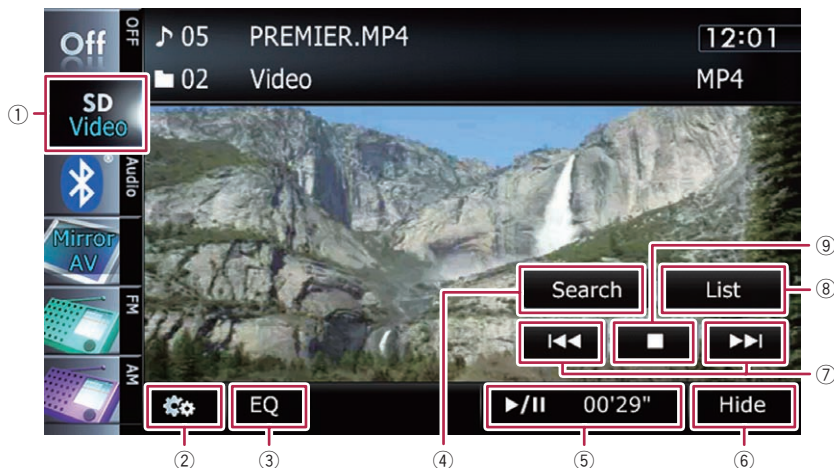 Off
OFF
♪ 05 PREMIER.MP4
12:01
02 Video
MP4
①
SD
Video
Audio
Mirror
AV
FM
AM
Search
List
⑨
⑧
⑦
EQ
▶/II 00'29"
Hide
②
③
④
⑤
⑥